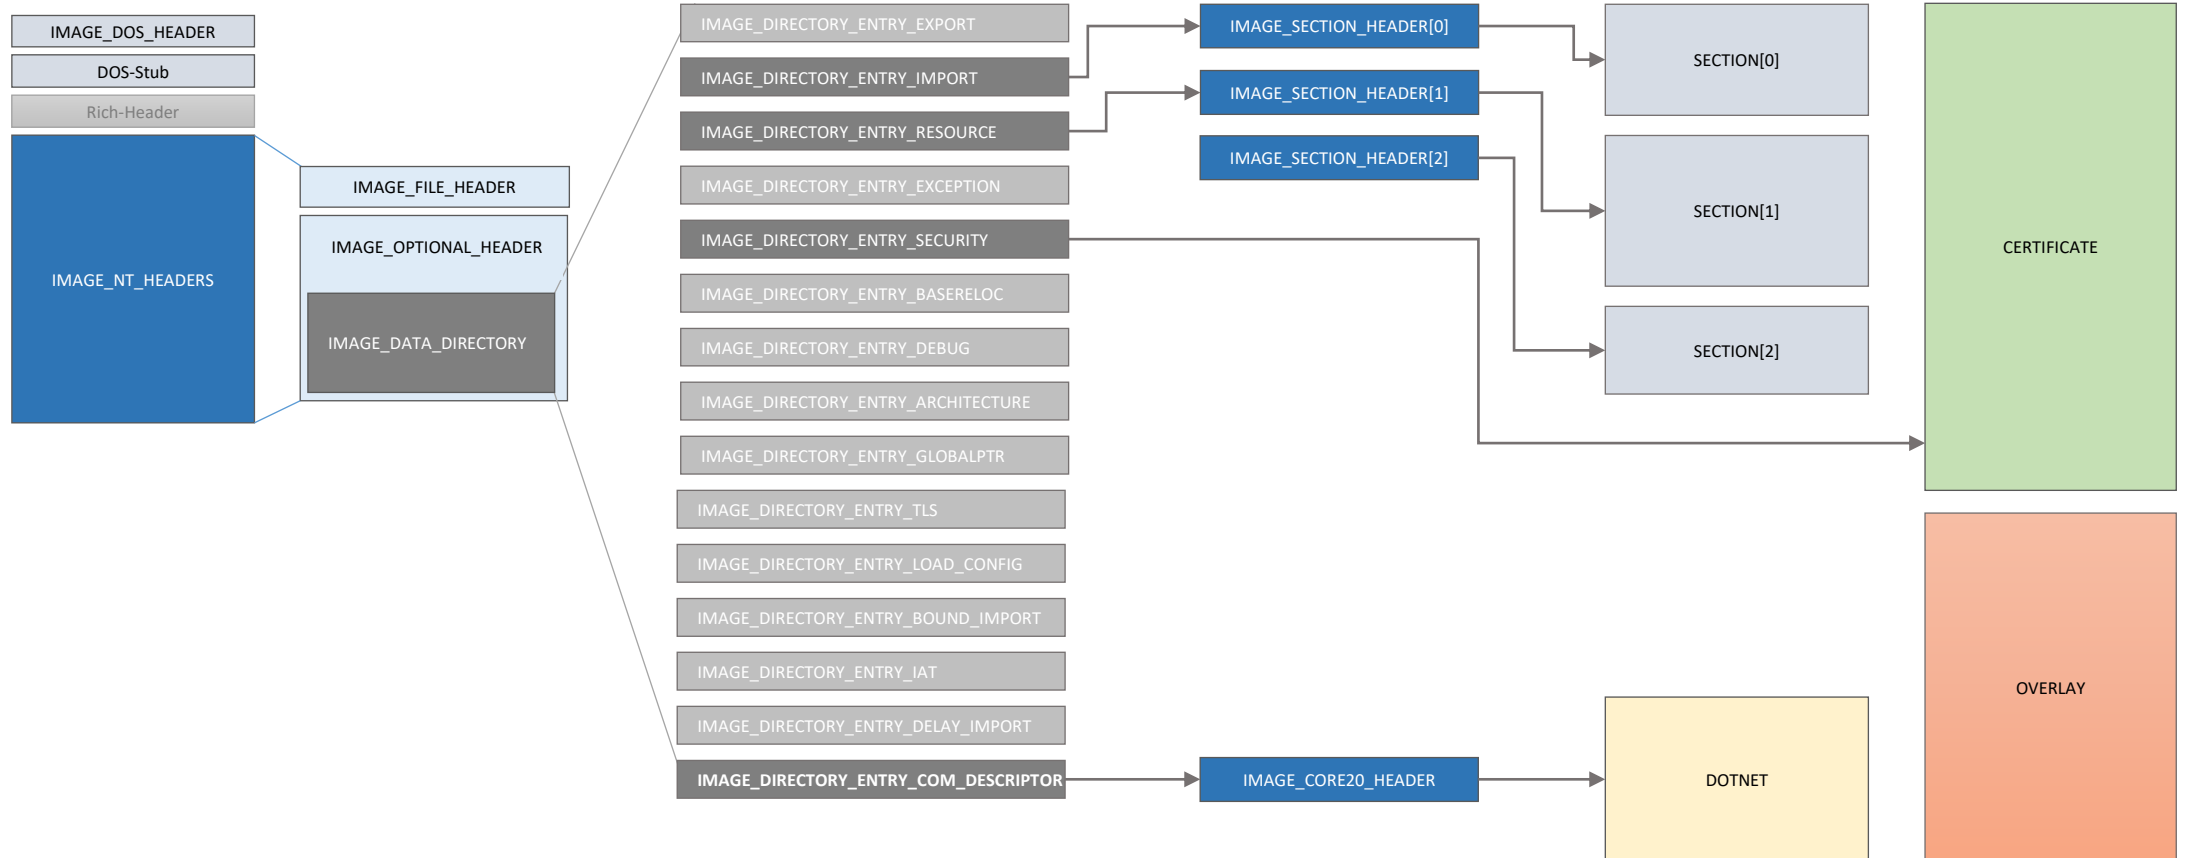 IMAGE_DOS_HEADER
DOS-Stub
Rich-Header
IMAGE_NT_HEADERS
IMAGE_FILE_HEADER
IMAGE_OPTIONAL_HEADER
IMAGE_DATA_DIRECTORY
IMAGE_DIRECTORY_ENTRY_EXPORT
IMAGE_DIRECTORY_ENTRY_IMPORT
IMAGE_DIRECTORY_ENTRY_RESOURCE
IMAGE_DIRECTORY_ENTRY_EXCEPTION
IMAGE_DIRECTORY_ENTRY_SECURITY
IMAGE_DIRECTORY_ENTRY_BASERELOC
IMAGE_DIRECTORY_ENTRY_DEBUG
IMAGE_DIRECTORY_ENTRY_ARCHITECTURE
IMAGE_DIRECTORY_ENTRY_GLOBALPTR
IMAGE_DIRECTORY_ENTRY_TLS
IMAGE_DIRECTORY_ENTRY_LOAD_CONFIG
IMAGE_DIRECTORY_ENTRY_BOUND_IMPORT
IMAGE_DIRECTORY_ENTRY_IAT
IMAGE_DIRECTORY_ENTRY_DELAY_IMPORT
IMAGE_DIRECTORY_ENTRY_COM_DESCRIPTOR
IMAGE_SECTION_HEADER[0]
IMAGE_SECTION_HEADER[1]
IMAGE_SECTION_HEADER[2]
IMAGE_CORE20_HEADER
SECTION[0]
SECTION[1]
SECTION[2]
DOTNET
CERTIFICATE
OVERLAY